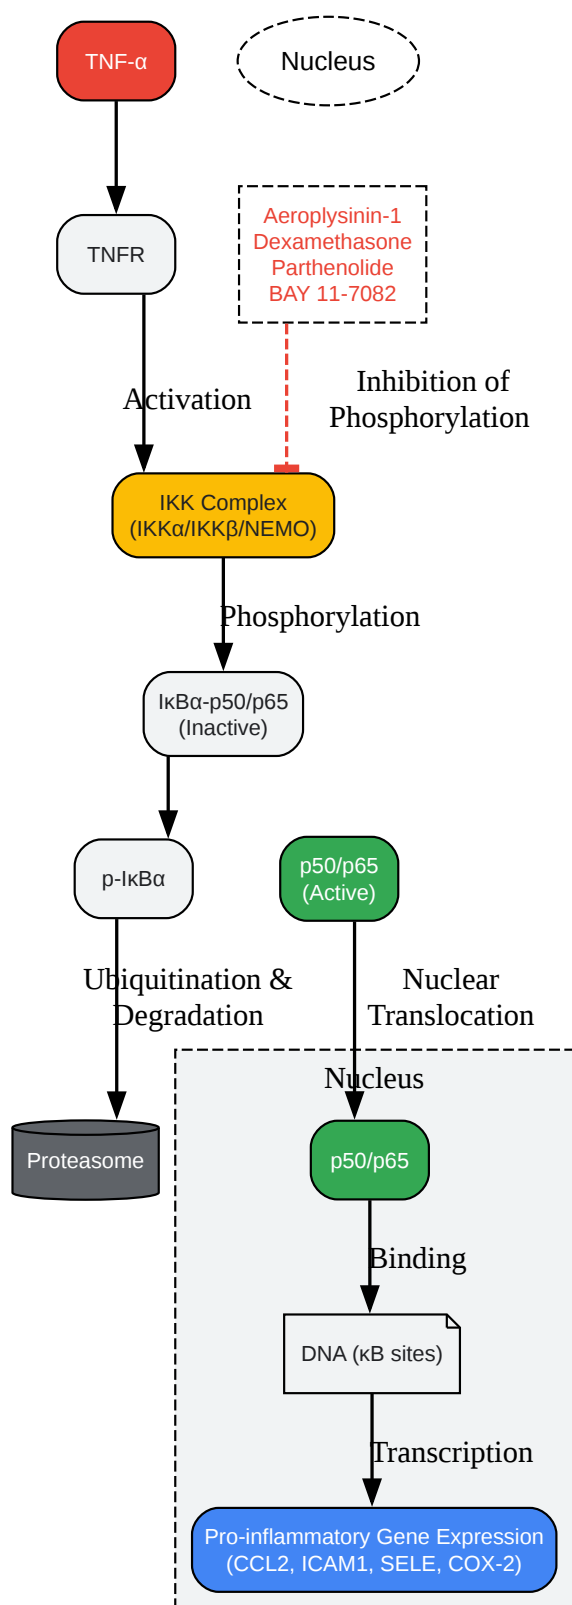 TNF-α
Nucleus
TNFR
Aeroplysinin-1
Dexamethasone
Parthenolide
BAY 11-7082
Activation
Inhibition of
Phosphorylation
IKK Complex
(IKKα/IKKβ/NEMO)
Phosphorylation
IκBα-p50/p65
(Inactive)
p-IκBα
p50/p65
(Active)
Ubiquitination &
Degradation
Nuclear
Translocation
Nucleus
Proteasome
p50/p65
Binding
DNA (κB sites)
Transcription
Pro-inflammatory Gene Expression
(CCL2, ICAM1, SELE, COX-2)